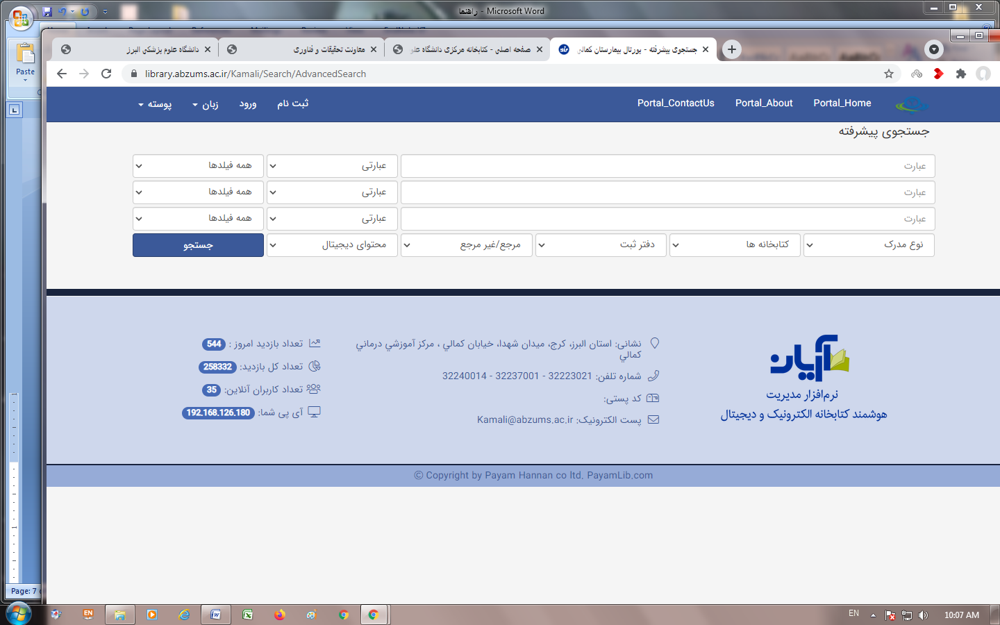 راهنما - Microsoft Word
دانشگاه علوم پزشکی البرز
معاونت تحقیقات و فناوری
صفحه اصلی - کتابخانه مرکزی دانشگاه علو
جستجوی پیشرفته - پورتال بیمارستان کمالی
Paste
library.abzums.ac.ir/Kamali/Search/AdvancedSearch
Portal_Home
Portal_About
Portal_ContactUs
ثبت نام
ورود
زبان
پوسته
جستجوی پیشرفته
عبارت
عبارتی
همه فیلدها
عبارت
عبارتی
همه فیلدها
عبارت
عبارتی
همه فیلدها
نوع مدرک
کتابخانه ها
دفتر ثبت
مرجع/غیر مرجع
محتوای دیجیتال
جستجو
آریان
نرم‌افزار مدیریت
هوشمند کتابخانه الکترونیک و دیجیتال
نشانی: استان البرز، کرج، میدان شهدا، خیابان کمالي ، مرکز آموزشي درماني
کمالي
شماره تلفن: 32223021 - 32237001 - 32240014
کد پستی:
پست الکترونیک: Kamali@abzums.ac.ir
تعداد بازدید امروز : 544
تعداد کل بازدید: 258332
تعداد کاربران آنلاین: 35
آی پی شما: 192.168.126.180
© Copyright by Payam Hannan co ltd. PayamLib.com
Page: 7
EN
EN
10:07 AM